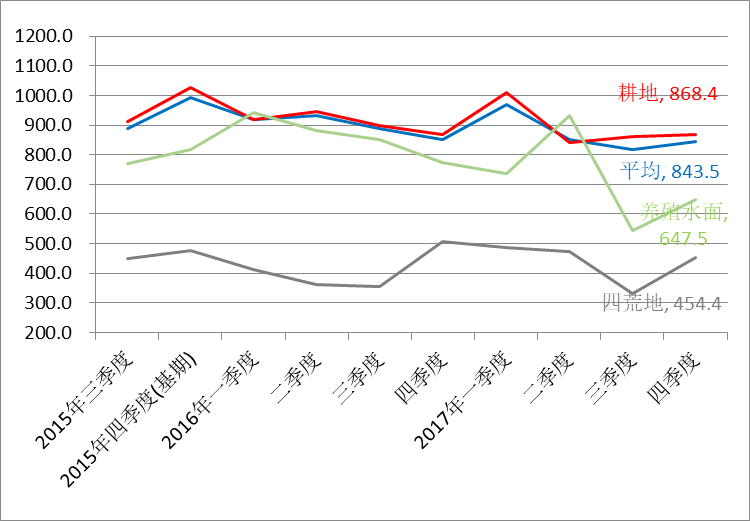 1200.0
1100.0
1000.0
900.0
800.0
700.0
600.0
500.0
400.0
300.0
200.0
耕地, 868.4
平均, 843.5
养殖水面,
647.5
四荒地, 454.4
2015年三季度
2015年四季度(基期)
2016年一季度
二季度
三季度
四季度
2017年一季度
二季度
三季度
四季度